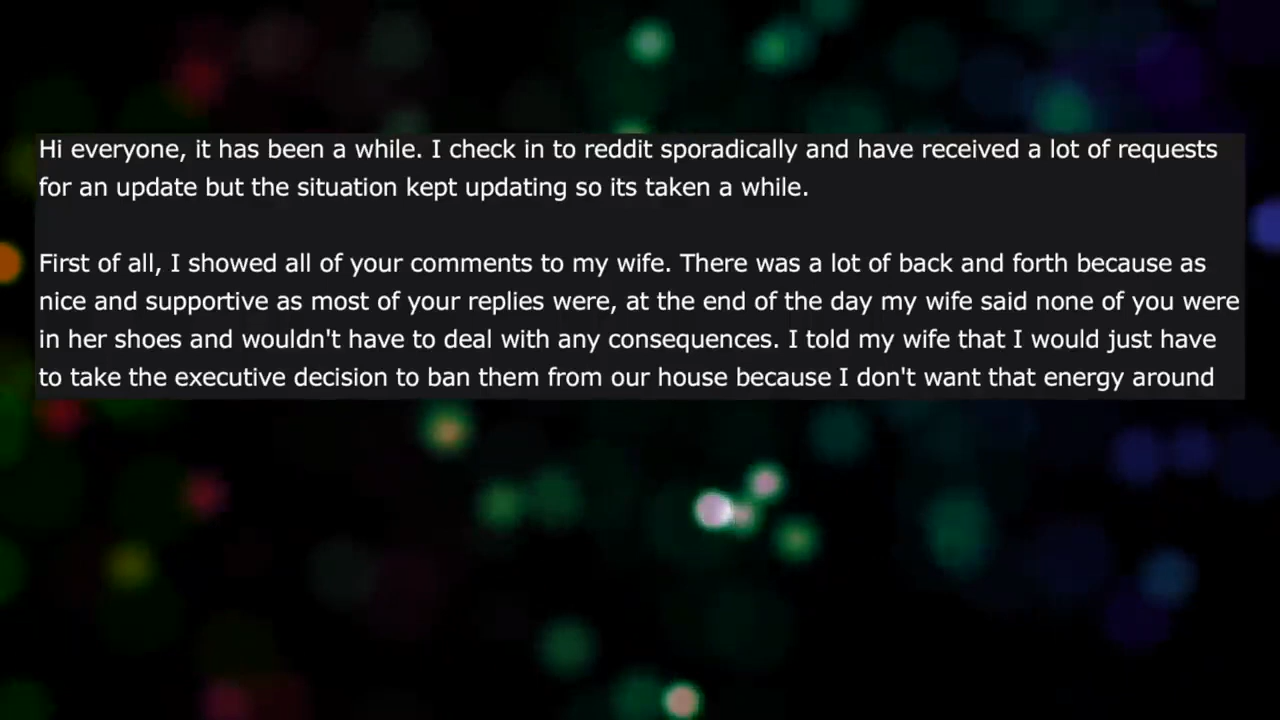 Hi everyone, it has been a while. I check in to reddit sporadically and have received a lot of requests
for an update but the situation kept updating so its taken a while.
First of all, I showed all of your comments to my wife. There was a lot of back and forth because as
nice and supportive as most of your replies were, at the end of the day my wife said none of you were
in her shoes and wouldn't have to deal with any consequences. I told my wife that I would just have
to take the executive decision to ban them from our house because I don't want that energy around